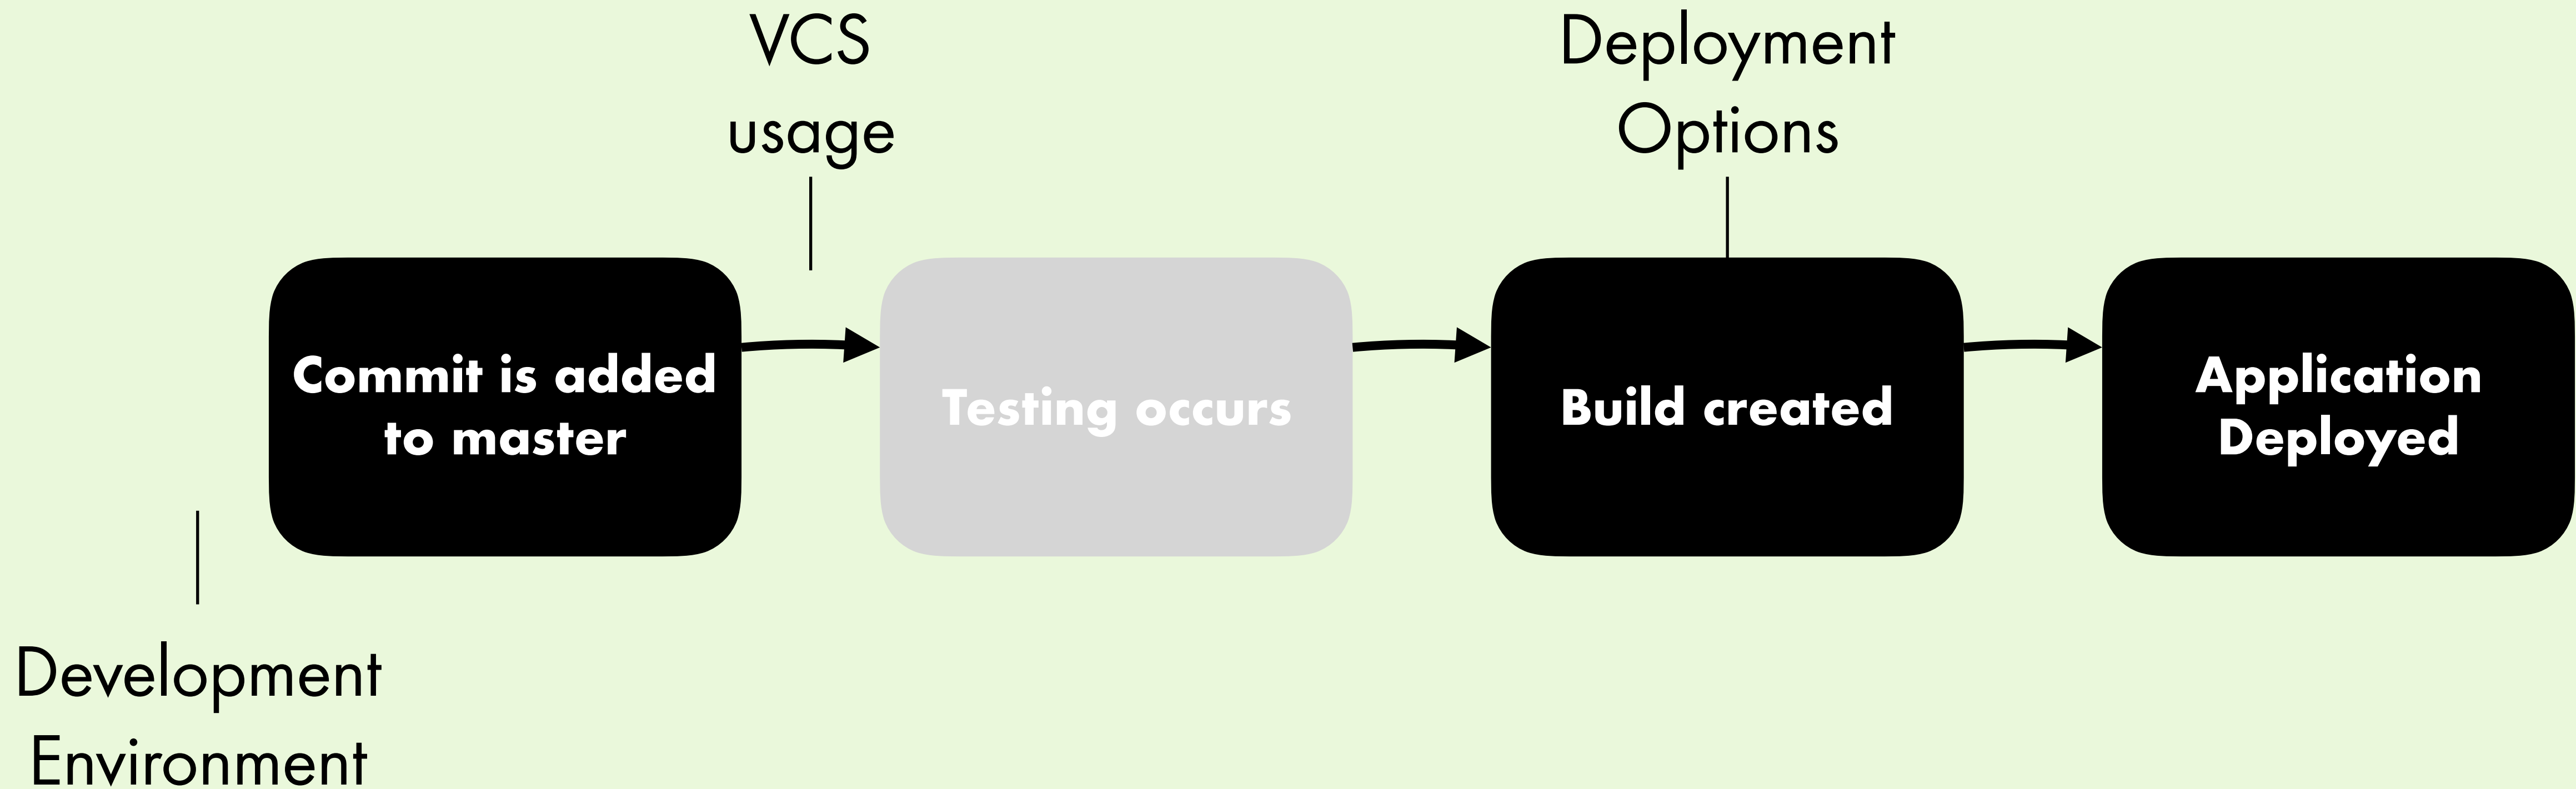 VCS
usage
Deployment
Options
Commit is added
to master
Testing occurs
Build created
Application
Deployed
Development
Environment